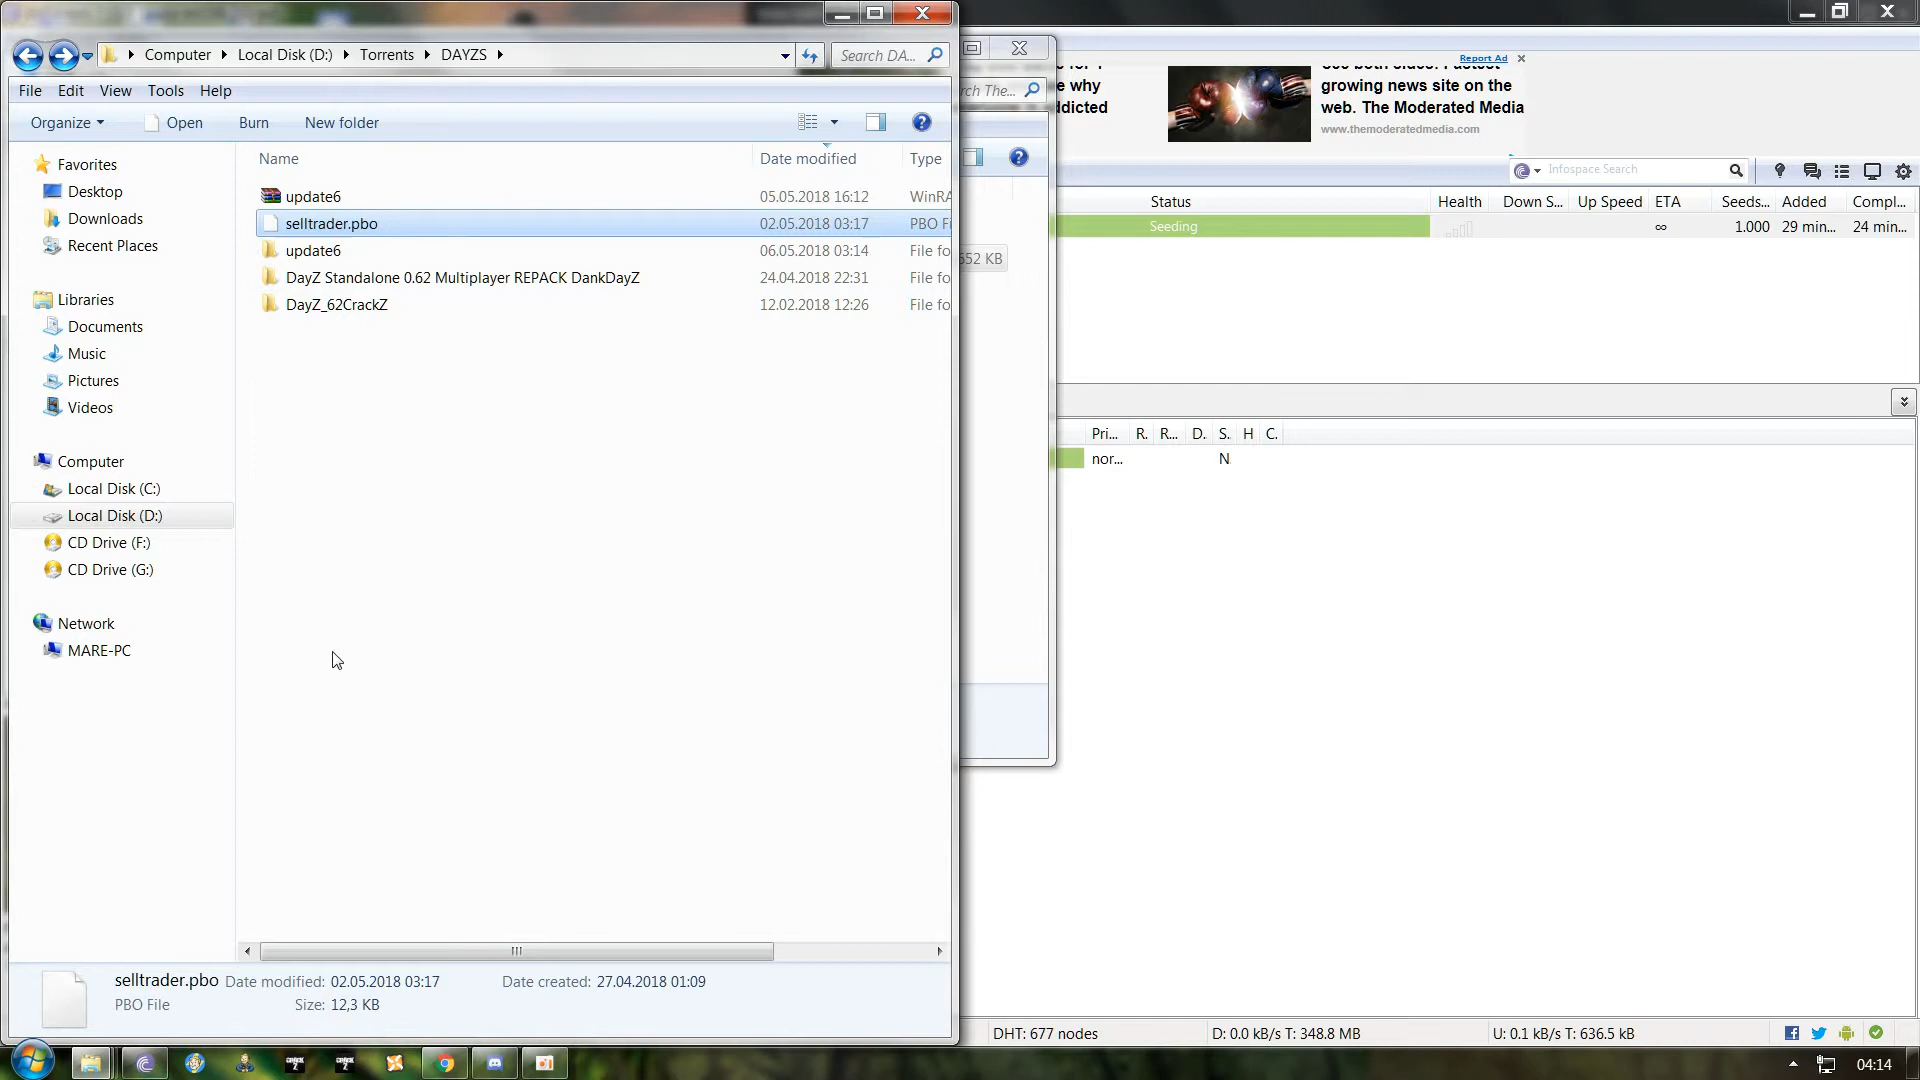 Computer Local Disk (D:) Torrents DAYZS Search DA...
File Edit View Tools Help
Organize Open Burn New folder
Name Date modified Type
update6 05.05.2018 16:12 WinRA
selltrader.pbo 02.05.2018 03:17 PBO Fi
update6 06.05.2018 03:14 File fo
DayZ Standalone 0.62 Multiplayer REPACK DankDayZ 24.04.2018 22:31 File fo
DayZ_62CrackZ 12.02.2018 12:26 File fo
Favorites
Desktop
Downloads
Recent Places
Libraries
Documents
Music
Pictures
Videos
Computer
Local Disk (C:)
Local Disk (D:)
CD Drive (F:)
CD Drive (G:)
Network
MARE-PC
selltrader.pbo Date modified: 02.05.2018 03:17 Date created: 27.04.2018 01:09
PBO File Size: 12,3 KB
rch The...
552 KB
Report Ad
e why
ddicted
See both sides. Fastest
growing news site on the
web. The Moderated Media
www.themoderatedmedia.com
Infospace Search
Status Health Down S... Up Speed ETA Seeds... Added Compl...
Seeding ∞ 1.000 29 min... 24 min...
Pri... R. R... D. S. H C.
nor... N
DHT: 677 nodes D: 0.0 kB/s T: 348.8 MB U: 0.1 kB/s T: 636.5 kB
04:14